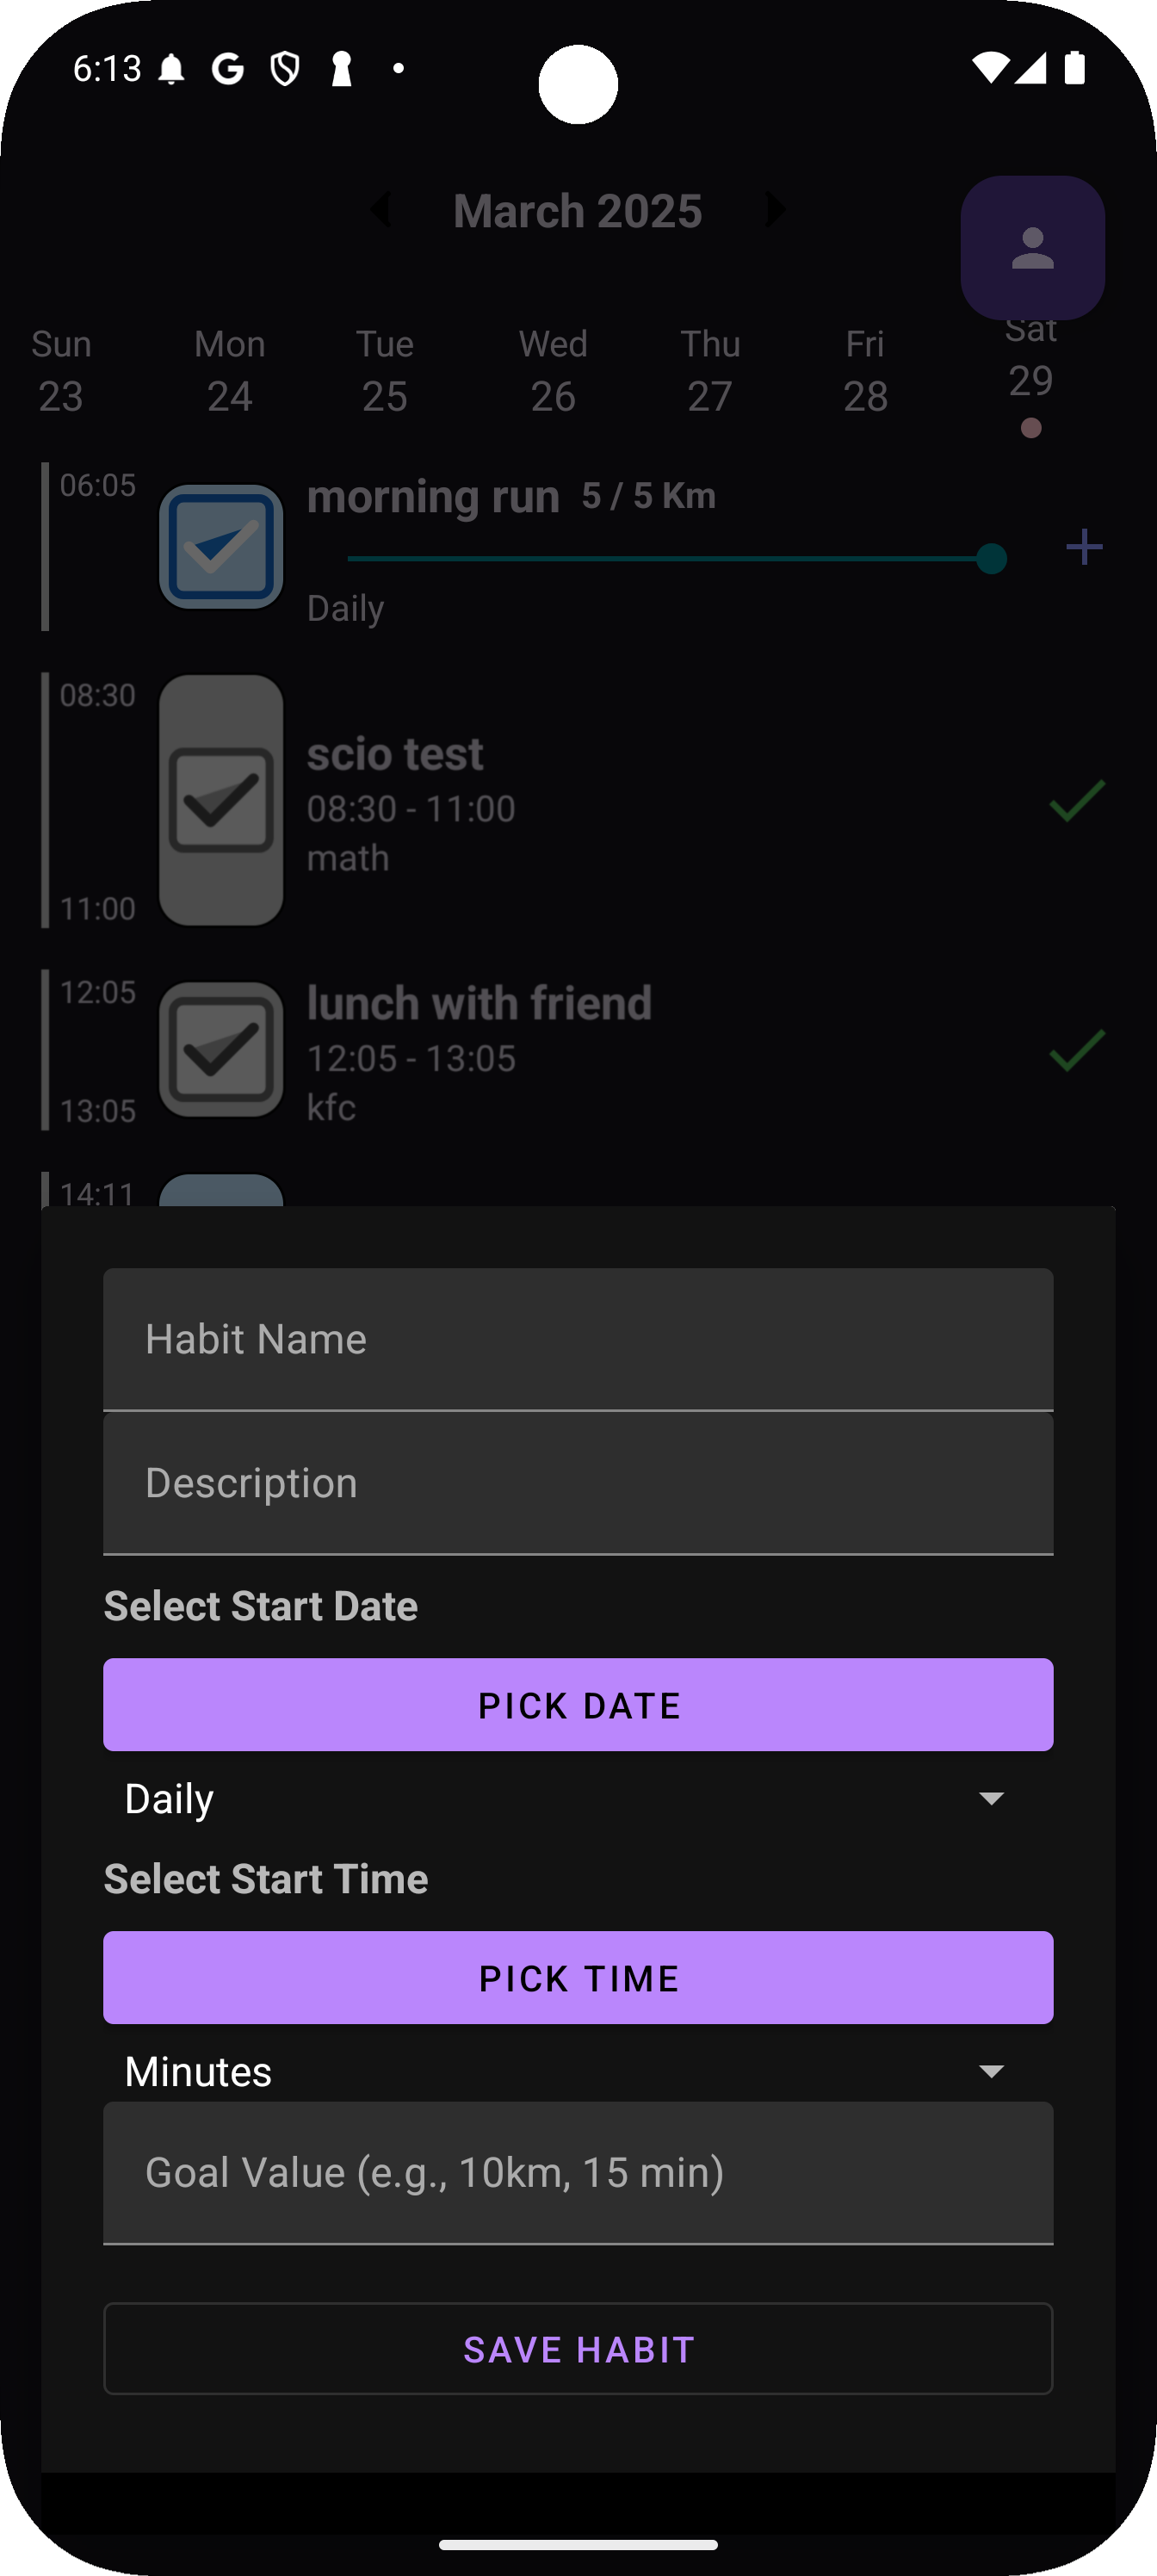 6:13
March 2025
Sun Mon Tue Wed Thu Fri Sat
23 24 25 26 27 28 29
06:05
morning run 5 / 5 Km
Daily
08:30
scio test
08:30 - 11:00
math
11:00
12:05
lunch with friend
12:05 - 13:05
kfc
13:05
14:11
Habit Name
Description
Select Start Date
PICK DATE
Daily
Select Start Time
PICK TIME
Minutes
Goal Value (e.g., 10km, 15 min)
SAVE HABIT